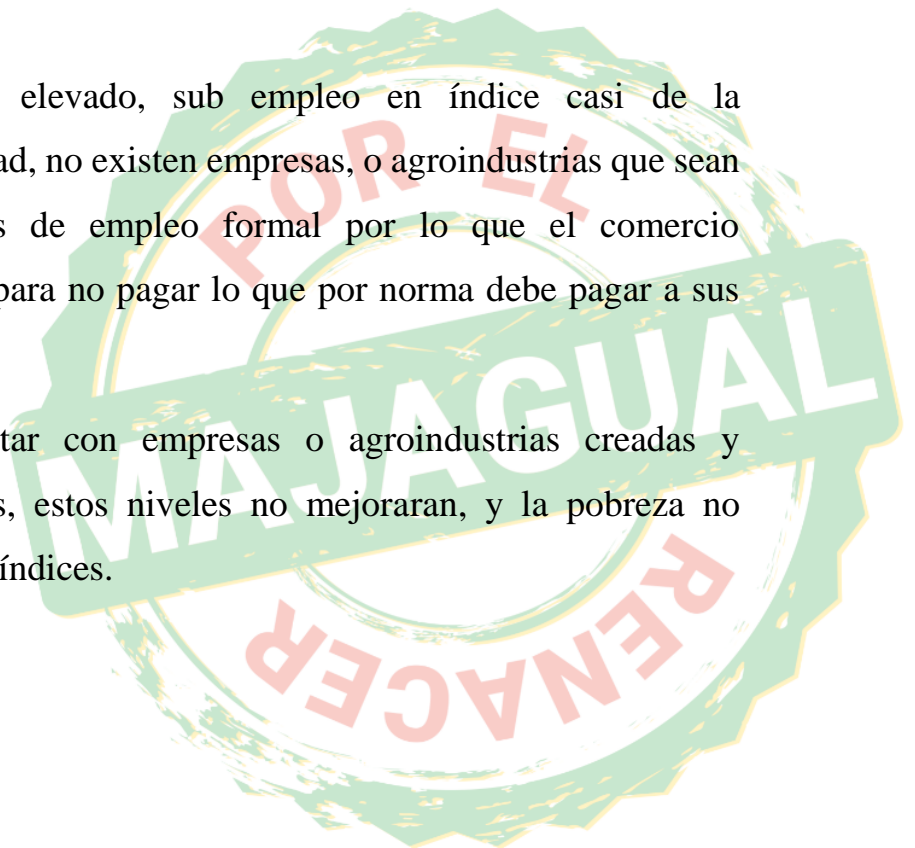 elevado, sub empleo en índice casi de la
ad, no existen empresas, o agroindustrias que sean
s de empleo formal por lo que el comercio
para no pagar lo que por norma debe pagar a sus
tar con empresas o agroindustrias creadas y
s, estos niveles no mejoraran, y la pobreza no
índices.
POR EL
MAJAGUAL
RENACER